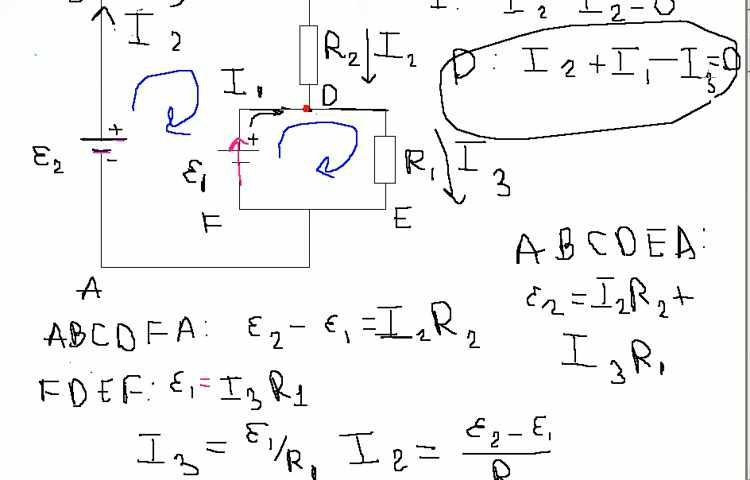 I₂
R₂ I₂
D : I₂ + I₁ - I₃ = 0
I₁
D
+
+
-
ε₂
ε₁
R₁ I₃
F
E
A
ABCDEA:
ε₂ = I₂R₂ +
I₃R₁
ABCDFA: ε₂ - ε₁ = I₂R₂
FDEF: ε₁ = I₃R1
I₃ = ε₁/R₁ I₂ = ε₂ - ε₁